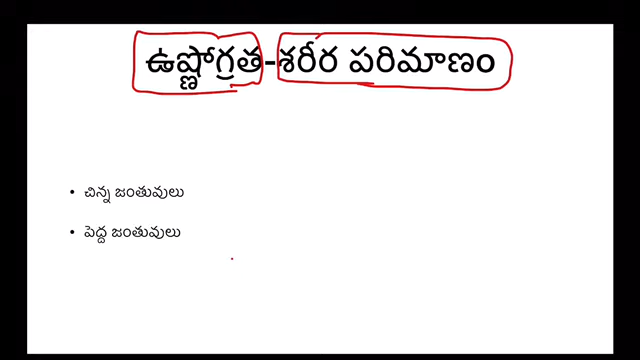 ఉష్ణోగ్రత-శరీర పరిమాణం
• చిన్న జంతువులు
• పెద్ద జంతువులు